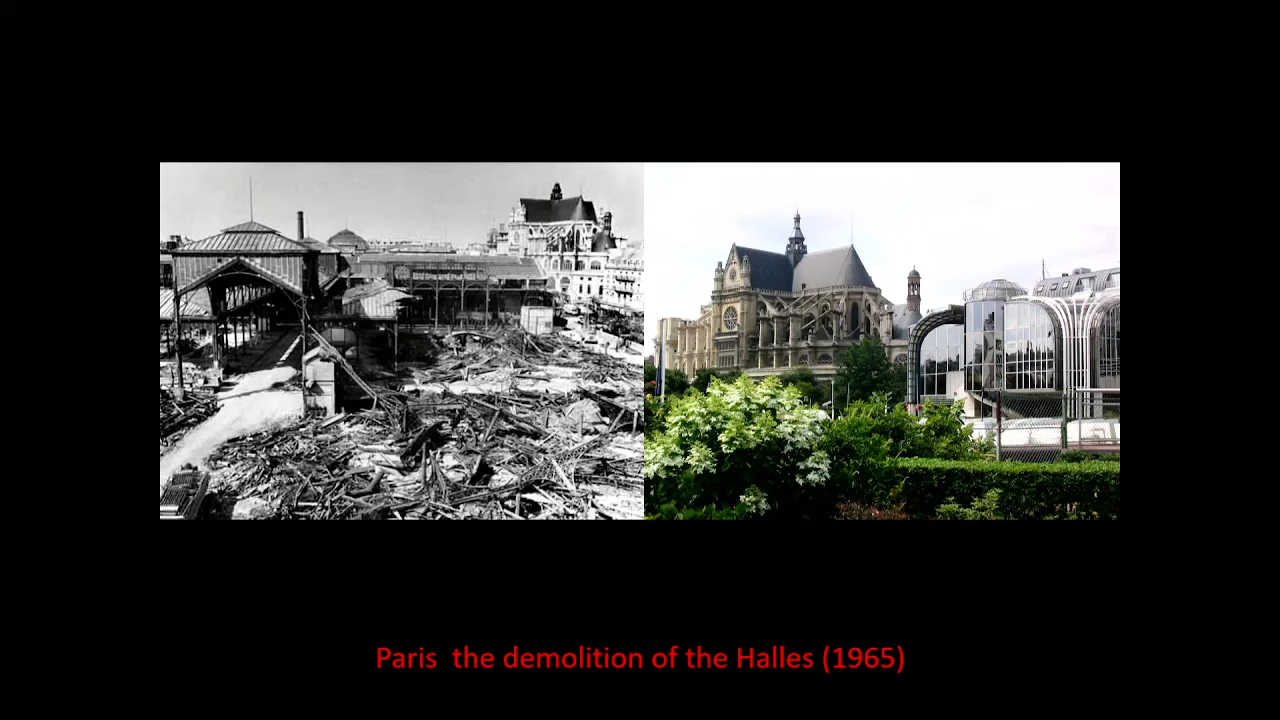 Paris  the demolition of the Halles (1965)